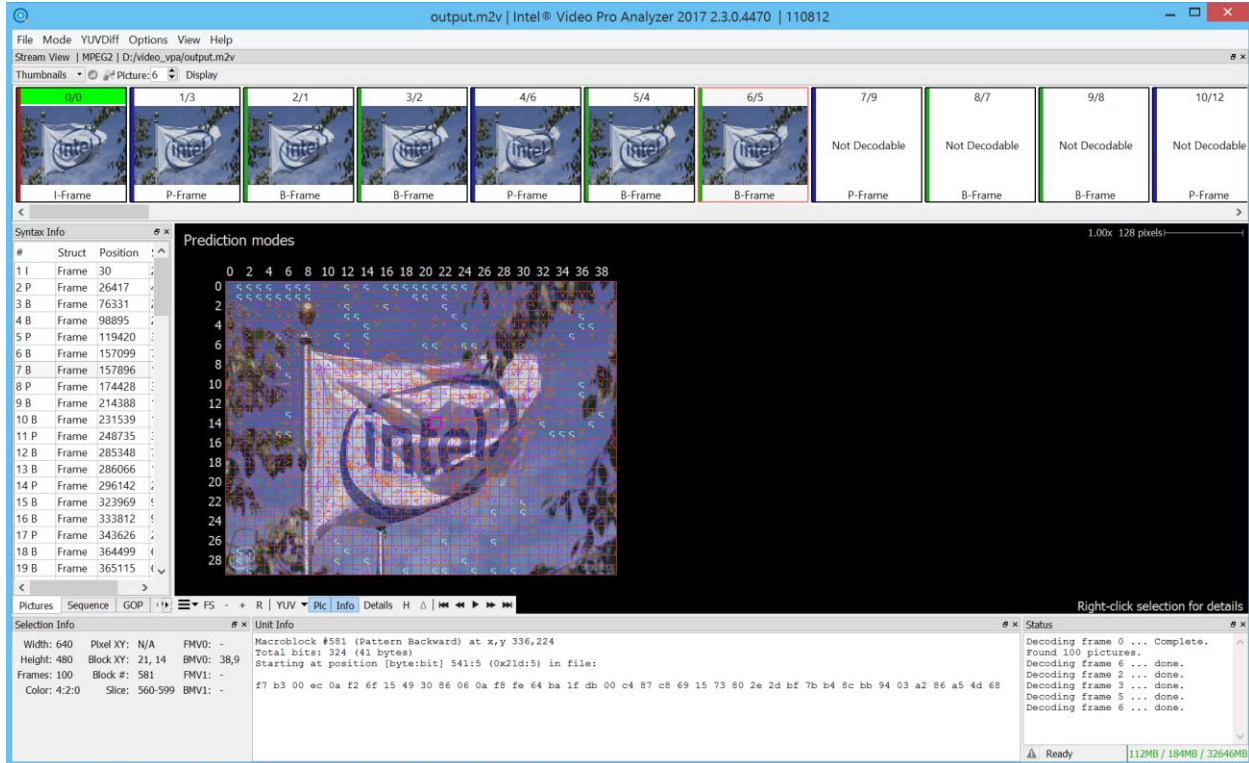 output.m2v | Intel® Video Pro Analyzer 2017 2.3.0.4470 | 110812
File Mode YUVDiff Options View Help
Stream View | MPEG2 | D:/video_vpa/output.m2v
Thumbnails Picture: 6 Display
0/0 1/3 2/1 3/2 4/6 5/4 6/5 7/9 8/7 9/8 10/12
intel intel intel intel intel intel intel
Not Decodable Not Decodable Not Decodable Not Decodable
I-Frame P-Frame B-Frame B-Frame P-Frame B-Frame B-Frame P-Frame B-Frame B-Frame P-Frame
Syntax Info
# Struct Position
1 I Frame 30
2 P Frame 26417
3 B Frame 76331
4 B Frame 98895
5 P Frame 119420
6 B Frame 157099
7 B Frame 157896
8 P Frame 174428
9 B Frame 214388
10 B Frame 231539
11 P Frame 248735
12 B Frame 285348
13 B Frame 286066
14 P Frame 296142
15 B Frame 323969
16 B Frame 333812
17 P Frame 343626
18 B Frame 364499
19 B Frame 365115
Pictures Sequence GOP
Prediction modes
1.00x 128 pixels
0 2 4 6 8 10 12 14 16 18 20 22 24 26 28 30 32 34 36 38
0
2
4
6
8
10
12
14
16
18
20
22
24
26
28
FS - + R | YUV Pic Info Details H Δ
Right-click selection for details
Selection Info
Width: 640 Pixel XY: N/A FMV0: -
Height: 480 Block XY: 21, 14 BMV0: 38,9
Frames: 100 Block #: 581 FMV1: -
Color: 4:2:0 Slice: 560-599 BMV1: -
Unit Info
Macroblock #581 (Pattern Backward) at x,y 336,224
Total bits: 324 (41 bytes)
Starting at position [byte:bit] 541:5 (0x21d:5) in file:
f7 b3 00 ec 0a f2 6f 15 49 30 86 06 0a f8 fe 64 ba 1f db 00 c4 87 c8 69 15 73 80 2e 2d bf 7b b4 8c bb 94 03 a2 86 a5 4d 68
Status
Decoding frame 0 ... Complete.
Found 100 pictures.
Decoding frame 6 ... done.
Decoding frame 2 ... done.
Decoding frame 3 ... done.
Decoding frame 5 ... done.
Decoding frame 6 ... done.
Ready 112MB / 184MB / 32646MB